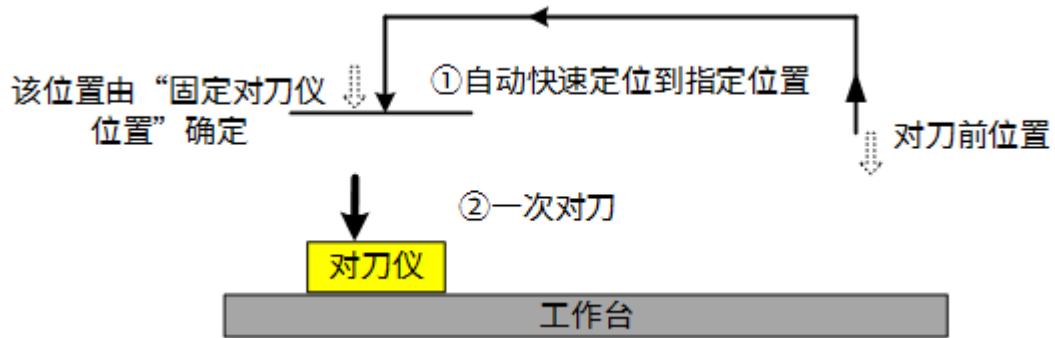 该位置由“固定对刀仪
位置”确定
①自动快速定位到指定位置
对刀前位置
②一次对刀
对刀仪
工作台